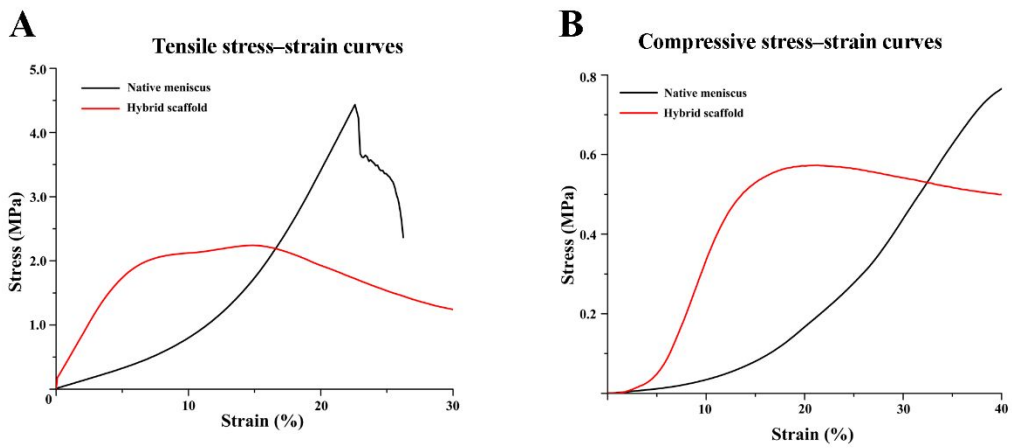 A
Tensile stress–strain curves
5.0
4.0
3.0
2.0
1.0
0
10
20
30
Native meniscus
Hybrid scaffold
Stress (MPa)
Strain (%)
B
Compressive stress–strain curves
0.8
0.6
0.4
0.2
10
20
30
40
Native meniscus
Hybrid scaffold
Stress (MPa)
Strain (%)